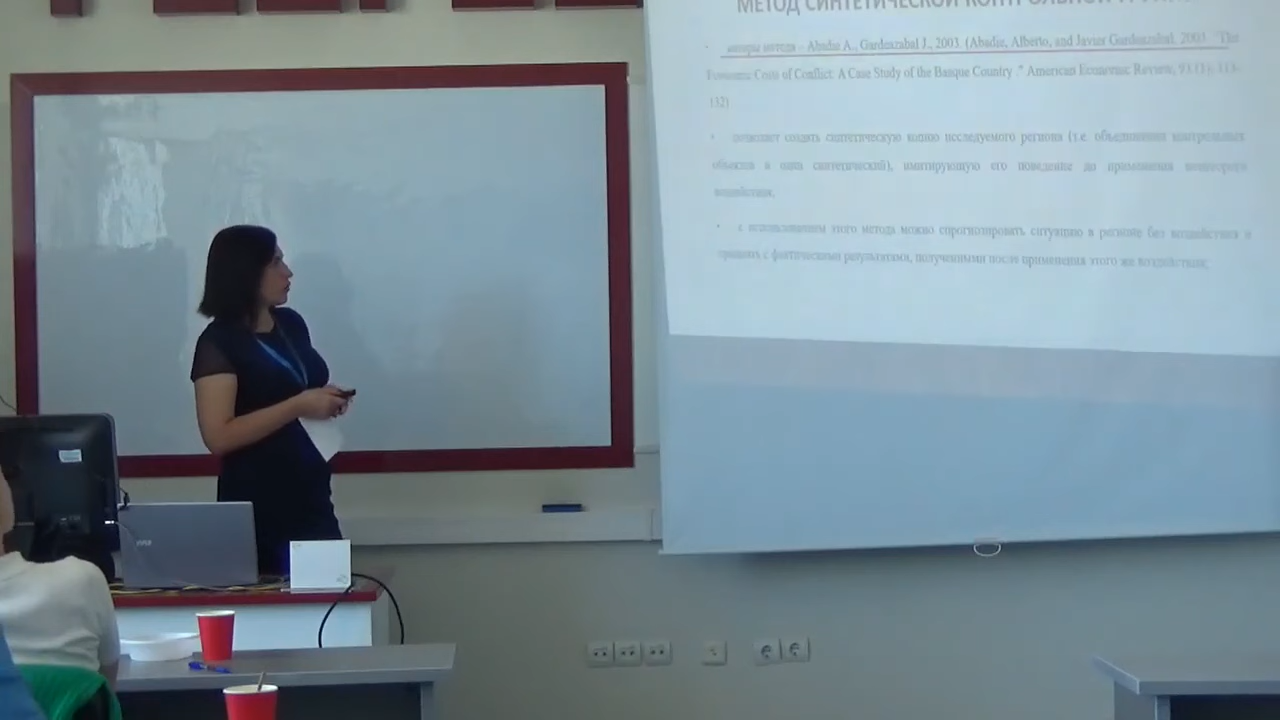 МЕТОД СИНТЕТИЧЕСКОЙ КОНТРОЛЬНОЙ
авторы метода – Abadie A., Gardeazabal J., 2003. (Abadie, Alberto, and Javier Gardeazabal. 2003. "The
Economic Costs of Conflict: A Case Study of the Basque Country ." American Economic Review, 93 (1): 113-
132)
• позволяет создать синтетическую копию исследуемого региона (т.е. объединения контрольных
объектов в один синтетический), имитирующую его поведение до применения
воздействия;
• с использованием этого метода можно спрогнозировать ситуацию в регионе без воздействия и
сравнить с фактическими результатами, полученными после применения этого же воздействия;